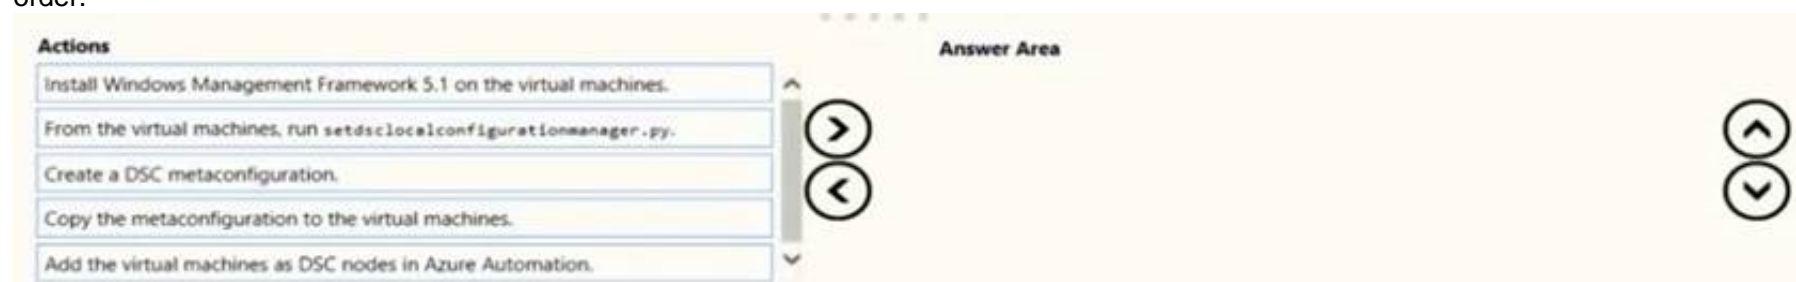 order.
Actions
Answer Area
Install Windows Management Framework 5.1 on the virtual machines.
From the virtual machines, run setdsclocalconfigurationmanager.py.
Create a DSC metaconfiguration.
Copy the metaconfiguration to the virtual machines.
Add the virtual machines as DSC nodes in Azure Automation.